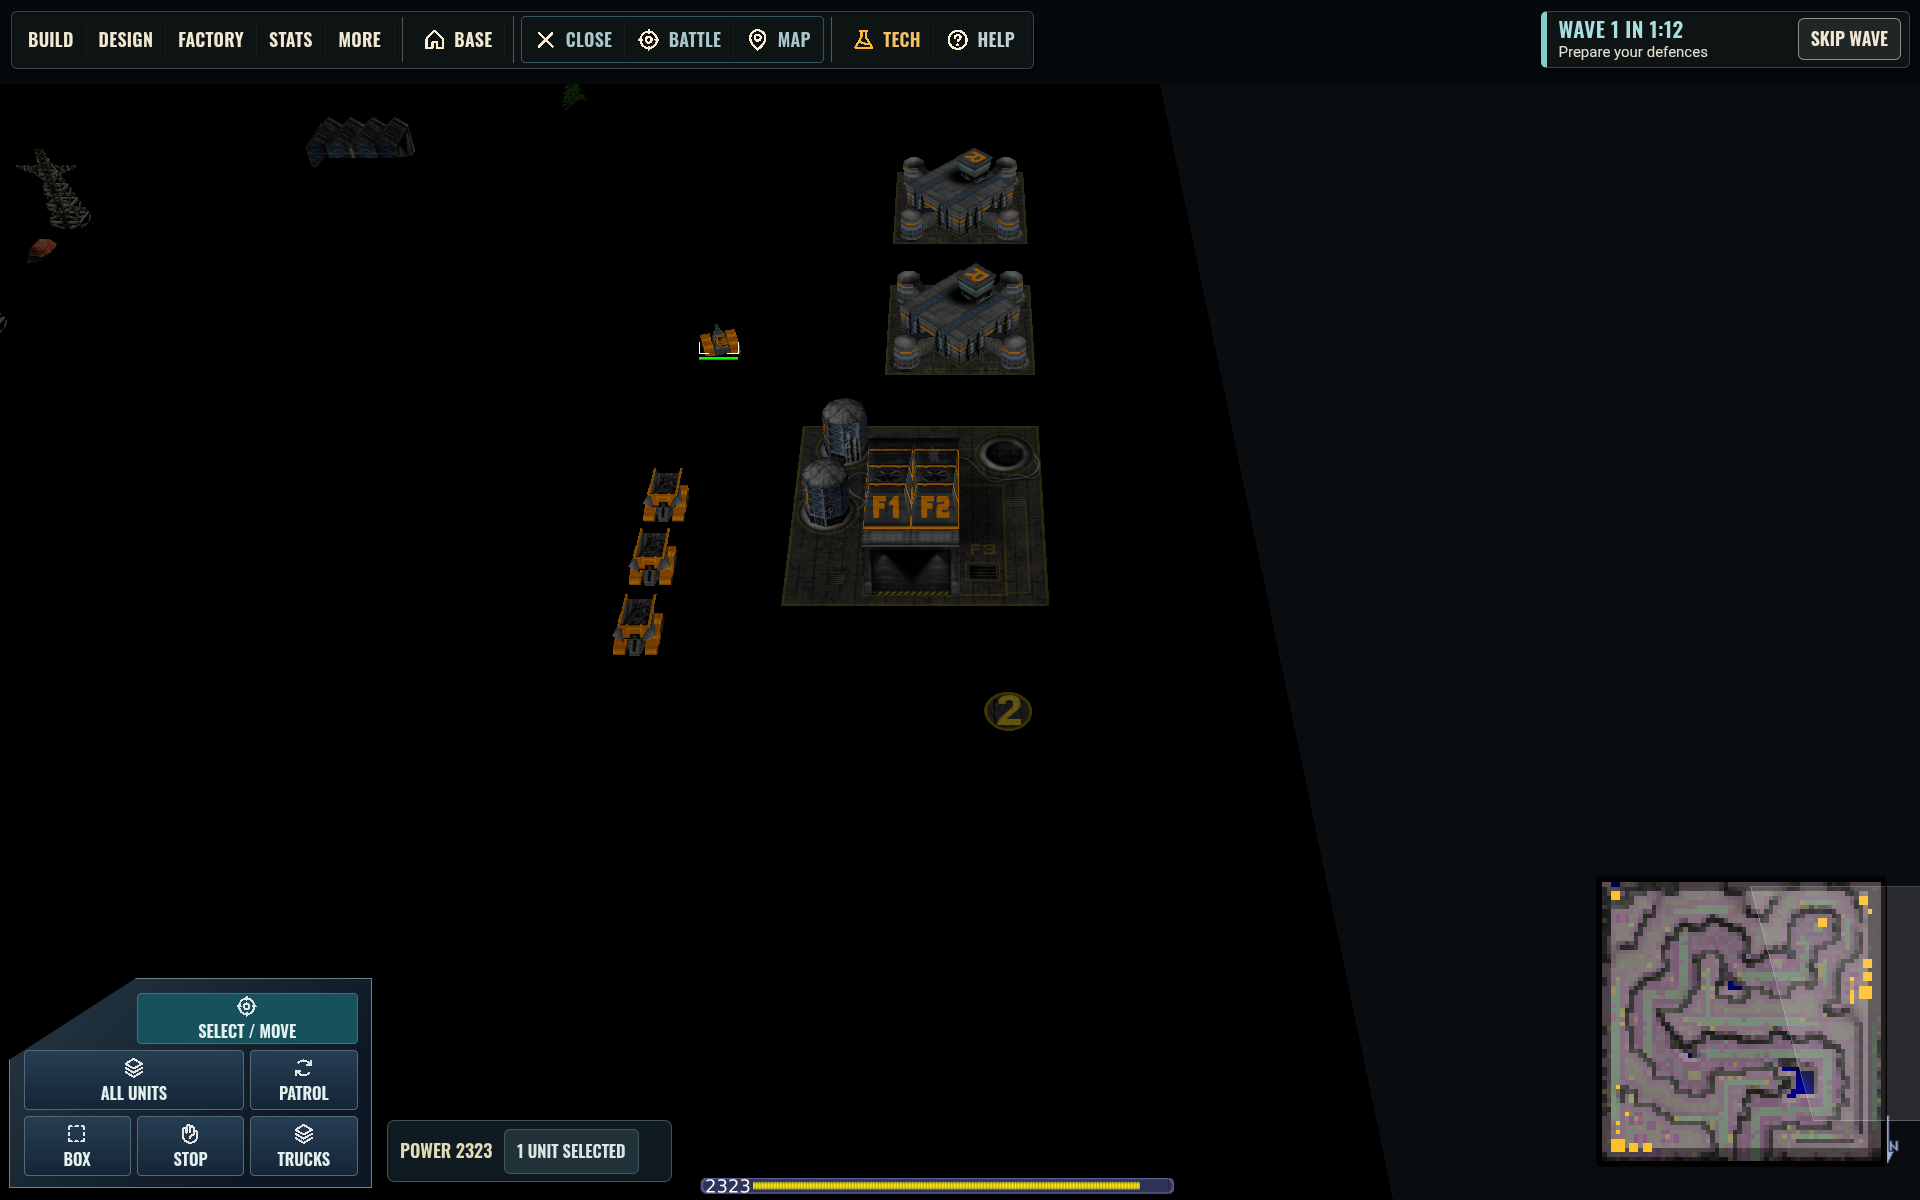 BUILD DESIGN FACTORY STATS MORE BASE CLOSE BATTLE MAP TECH HELP
WAVE 1 IN 1:12
Prepare your defences
SKIP WAVE
R
R
F1 F2
F3
2
SELECT / MOVE
ALL UNITS PATROL
BOX STOP TRUCKS
POWER 2323 1 UNIT SELECTED
2323
N